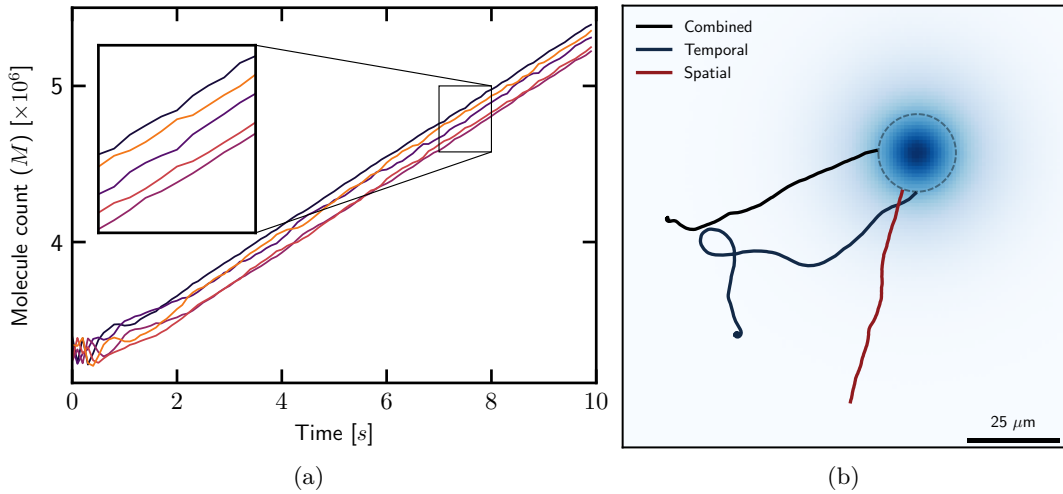 Molecule count (M) [×10⁶]
5
4
0
2
4
6
8
10
Time [s]
(a)
Combined
Temporal
Spatial
25 μm
(b)